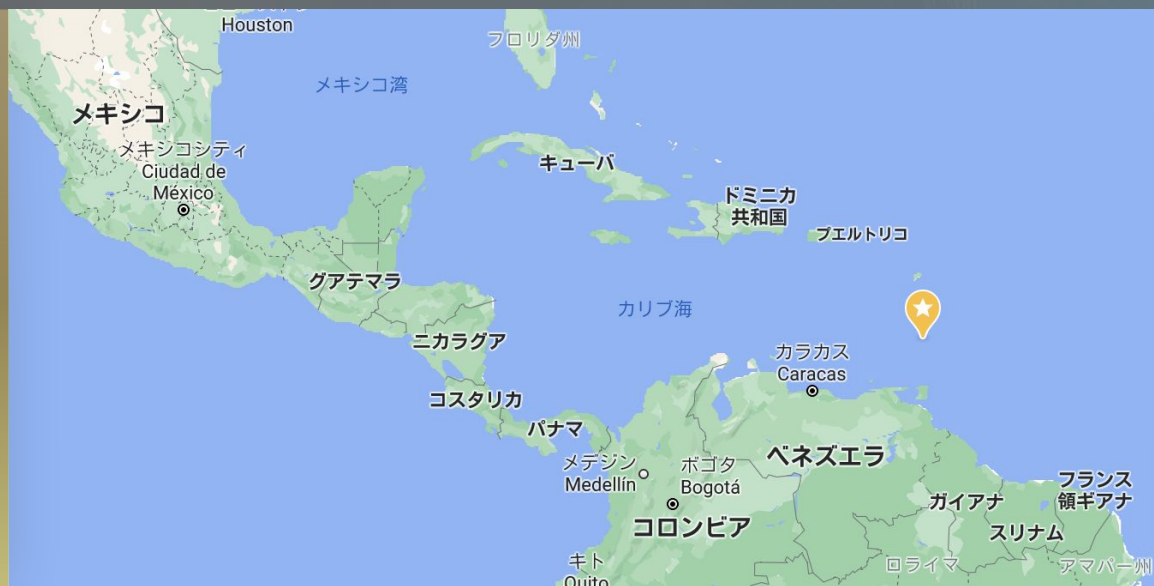 Houston
フロリダ州
メキシコ湾
メキシコ
メキシコシティ
Ciudad de
México
キューバ
ドミニカ
共和国
プエルトリコ
グアテマラ
カリブ海
ニカラグア
カラカス
Caracas
コスタリカ
パナマ
メデジン
Medellín
ボゴタ
Bogotá
ベネズエラ
コロンビア
ガイアナ
フランス
領ギアナ
スリナム
キト
Quito
ロライマ
アマパー州